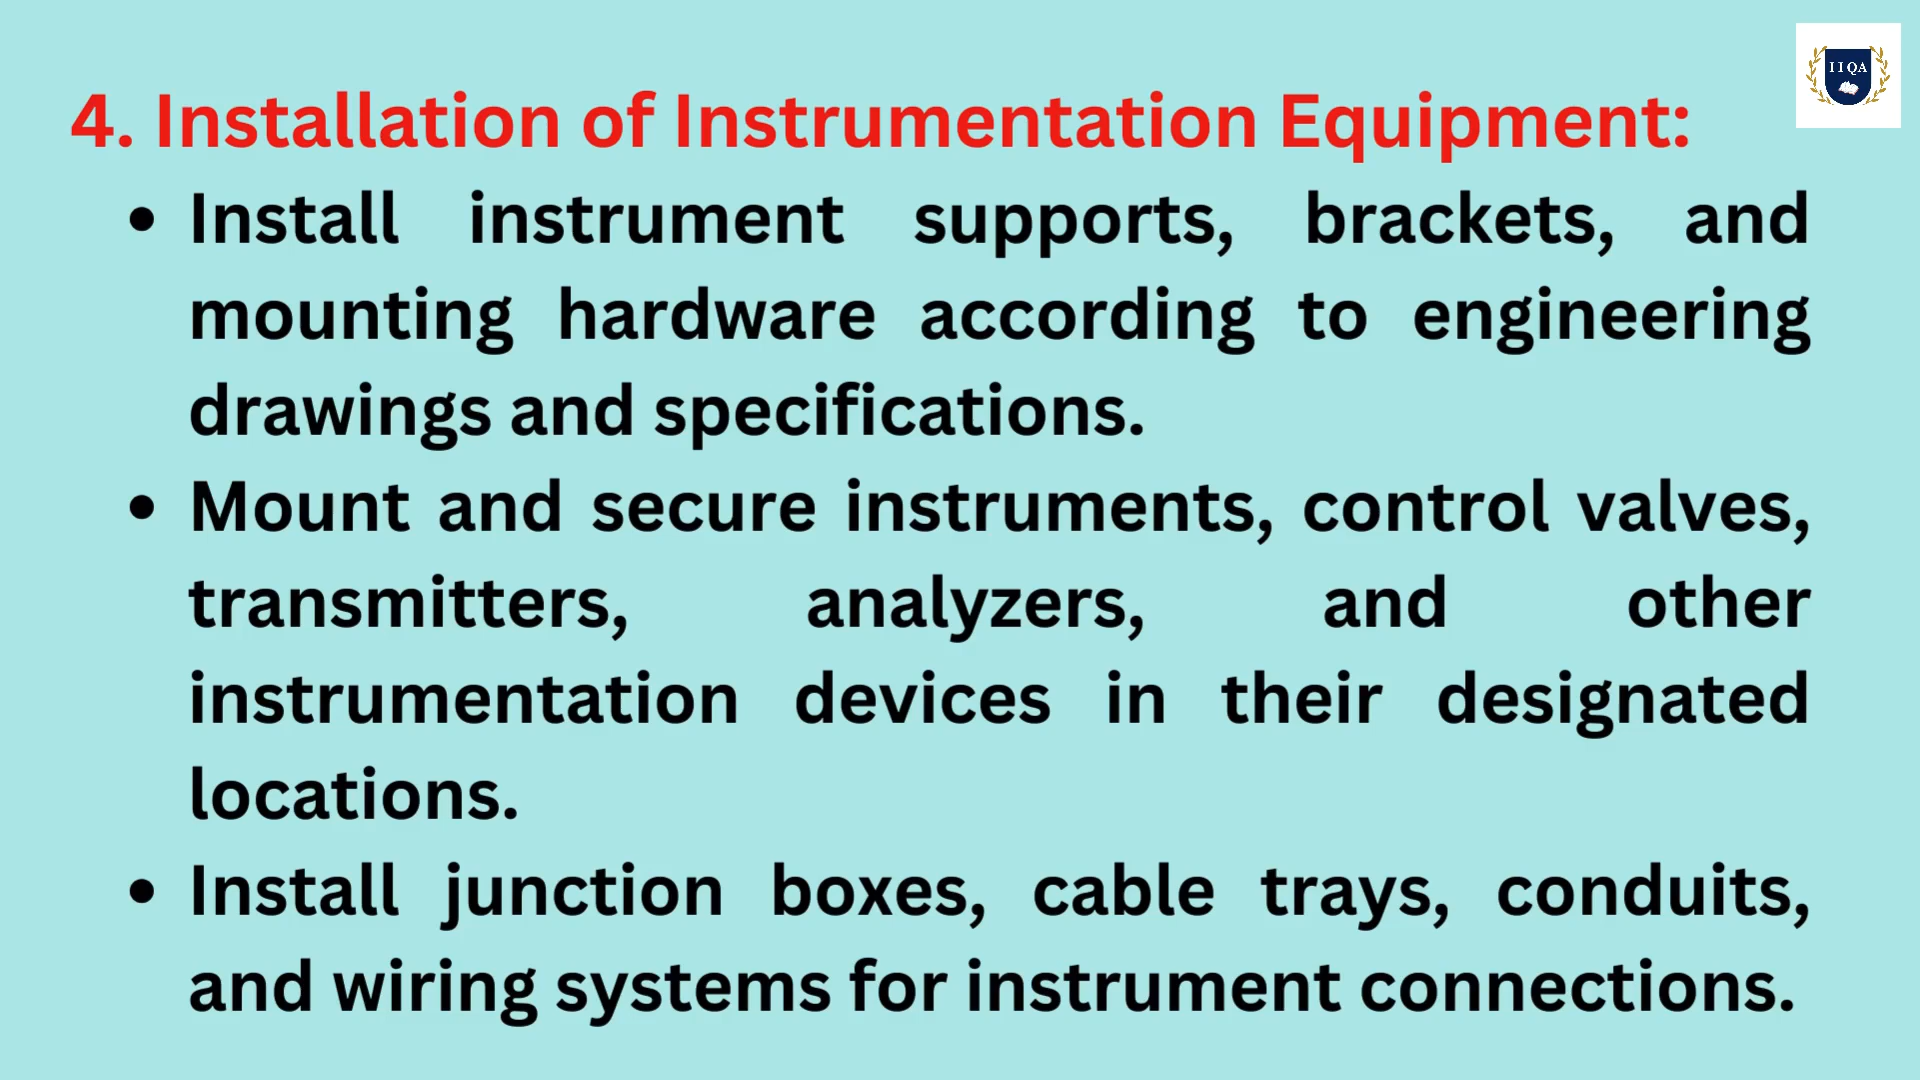 IIQA
4. Installation of Instrumentation Equipment:
• Install instrument supports, brackets, and
mounting hardware according to engineering
drawings and specifications.
• Mount and secure instruments, control valves,
transmitters, analyzers, and other
instrumentation devices in their designated
locations.
• Install junction boxes, cable trays, conduits,
and wiring systems for instrument connections.